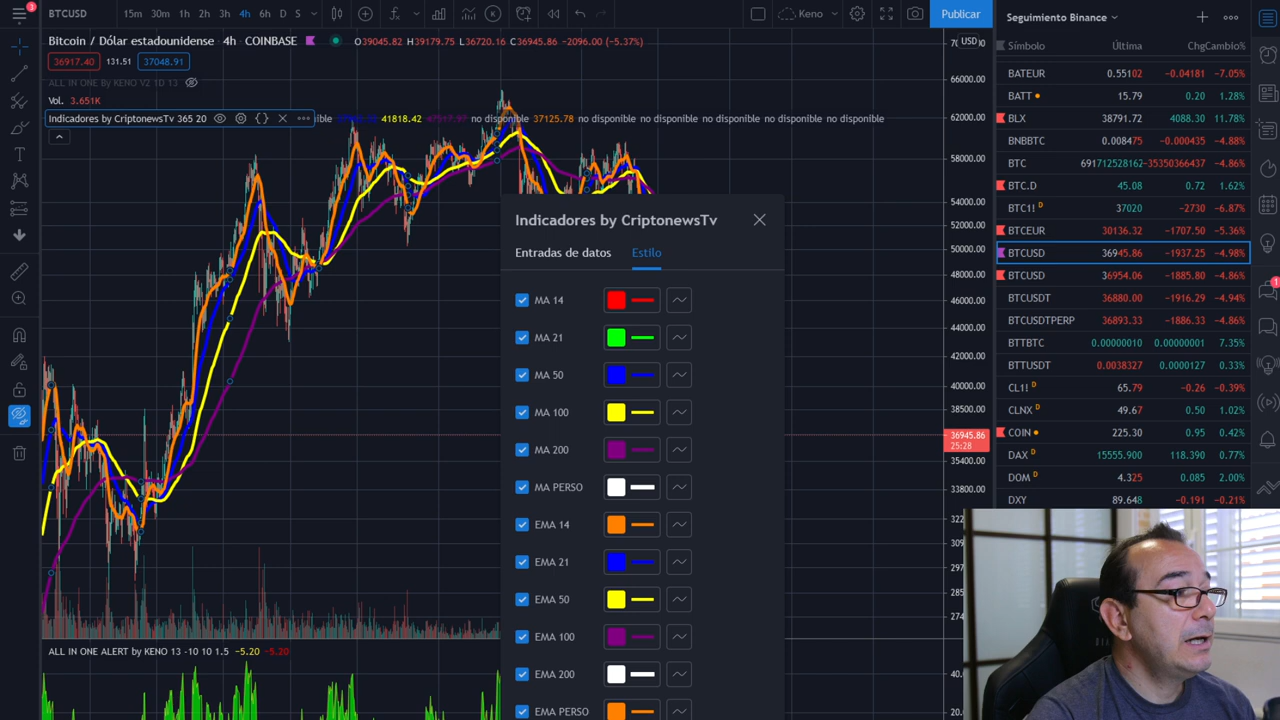 3
BTCUSD 15m 30m 1h 2h 3h 4h 6h D S Keno Publicar
Bitcoin / Dólar estadounidense 4h COINBASE O39045.82 H39179.75 L36720.16 C36945.86 -2096.00 (-5.37%)
36917.40 131.51 37048.91
ALL IN ONE BY KENO V2 1D 13
Vol. 3.651K
Indicadores by CriptonewsTv 365 20 ible 41818.42 no disponible 37125.78 no disponible no disponible no disponible no disponible no disponible
USD
66000.00
62000.00
58000.00
54000.00
52000.00
50000.00
48000.00
46000.00
44000.00
42000.00
40000.00
38500.00
36945.86
25:28
35400.00
33800.00
Indicadores by CriptonewsTv
Entradas de datos Estilo
MA 14
MA 21
MA 50
MA 100
MA 200
MA PERSO
EMA 14
EMA 21
EMA 50
EMA 100
EMA 200
EMA PERSO
ALL IN ONE ALERT by KENO 13 -10 10 1.5 -5.20 -5.20
Seguimiento Binance
Símbolo Última Chg Cambio%
BATEUR 0.55102 -0.04181 -7.05%
BATT 15.79 0.20 1.28%
BLX 38791.72 4088.30 11.78%
BNBBTC 0.008475 -0.000435 -4.88%
BTC 691712528162 -35350366437 -4.86%
BTC.D 45.08 0.72 1.62%
BTC1! D 37020 -2730 -6.87%
BTCEUR 30136.32 -1707.50 -5.36%
BTCUSD 36945.86 -1937.25 -4.98%
BTCUSD 36954.06 -1885.80 -4.86%
BTCUSDT 36880.00 -1916.29 -4.94%
BTCUSDTPERP 36893.33 -1886.33 -4.86%
BTTBTC 0.00000010 0.00000001 7.35%
BTTUSDT 0.0038327 0.0000127 0.33%
CL1! D 65.79 -0.26 -0.39%
CLNX D 49.67 0.50 1.02%
COIN 225.30 0.95 0.42%
DAX D 15555.900 118.390 0.77%
DOM D 4.325 0.085 2.00%
DXY 89.648 -0.191 -0.21%
1